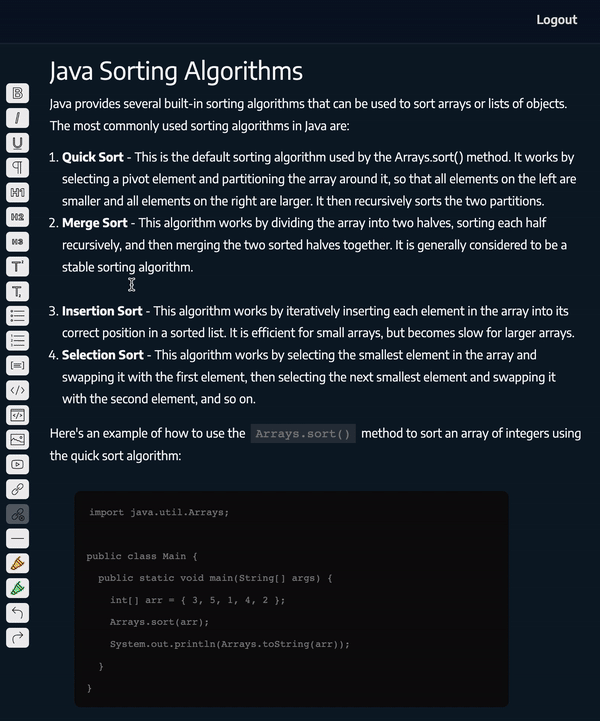 Logout
Java Sorting Algorithms
Java provides several built-in sorting algorithms that can be used to sort arrays or lists of objects.
The most commonly used sorting algorithms in Java are:
1. Quick Sort - This is the default sorting algorithm used by the Arrays.sort() method. It works by
selecting a pivot element and partitioning the array around it, so that all elements on the left are
smaller and all elements on the right are larger. It then recursively sorts the two partitions.
2. Merge Sort - This algorithm works by dividing the array into two halves, sorting each half
recursively, and then merging the two sorted halves together. It is generally considered to be a
stable sorting algorithm.
3. Insertion Sort - This algorithm works by iteratively inserting each element in the array into its
correct position in a sorted list. It is efficient for small arrays, but becomes slow for larger arrays.
4. Selection Sort - This algorithm works by selecting the smallest element in the array and
swapping it with the first element, then selecting the next smallest element and swapping it
with the second element, and so on.
Here's an example of how to use the Arrays.sort() method to sort an array of integers using
the quick sort algorithm:
import java.util.Arrays;
public class Main {
public static void main(String[] args) {
int[] arr = { 3, 5, 1, 4, 2 };
Arrays.sort(arr);
System.out.println(Arrays.toString(arr));
}
}
B
I
U
¶
H1
H2
H3
T
T